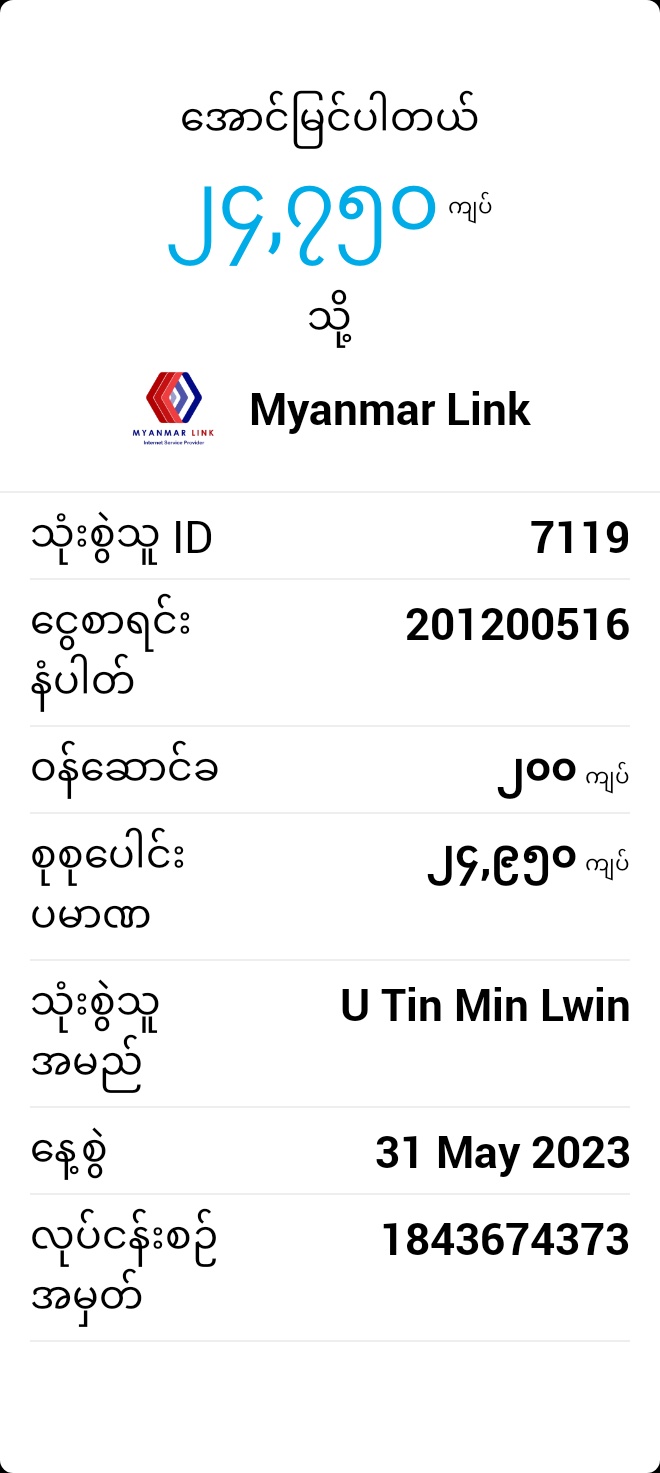 အောင်မြင်ပါတယ်
၂၄,၇၅၀ ကျပ်
သို့
MYANMAR LINK
Internet Service Provider
Myanmar Link
သုံးစွဲသူ ID 7119
ငွေစာရင်း 201200516
နံပါတ်
ဝန်ဆောင်ခ ၂၀၀ ကျပ်
စုစုပေါင်း ၂၄,၉၅၀ ကျပ်
ပမာဏ
သုံးစွဲသူ U Tin Min Lwin
အမည်
နေ့စွဲ 31 May 2023
လုပ်ငန်းစဉ် 1843674373
အမှတ်